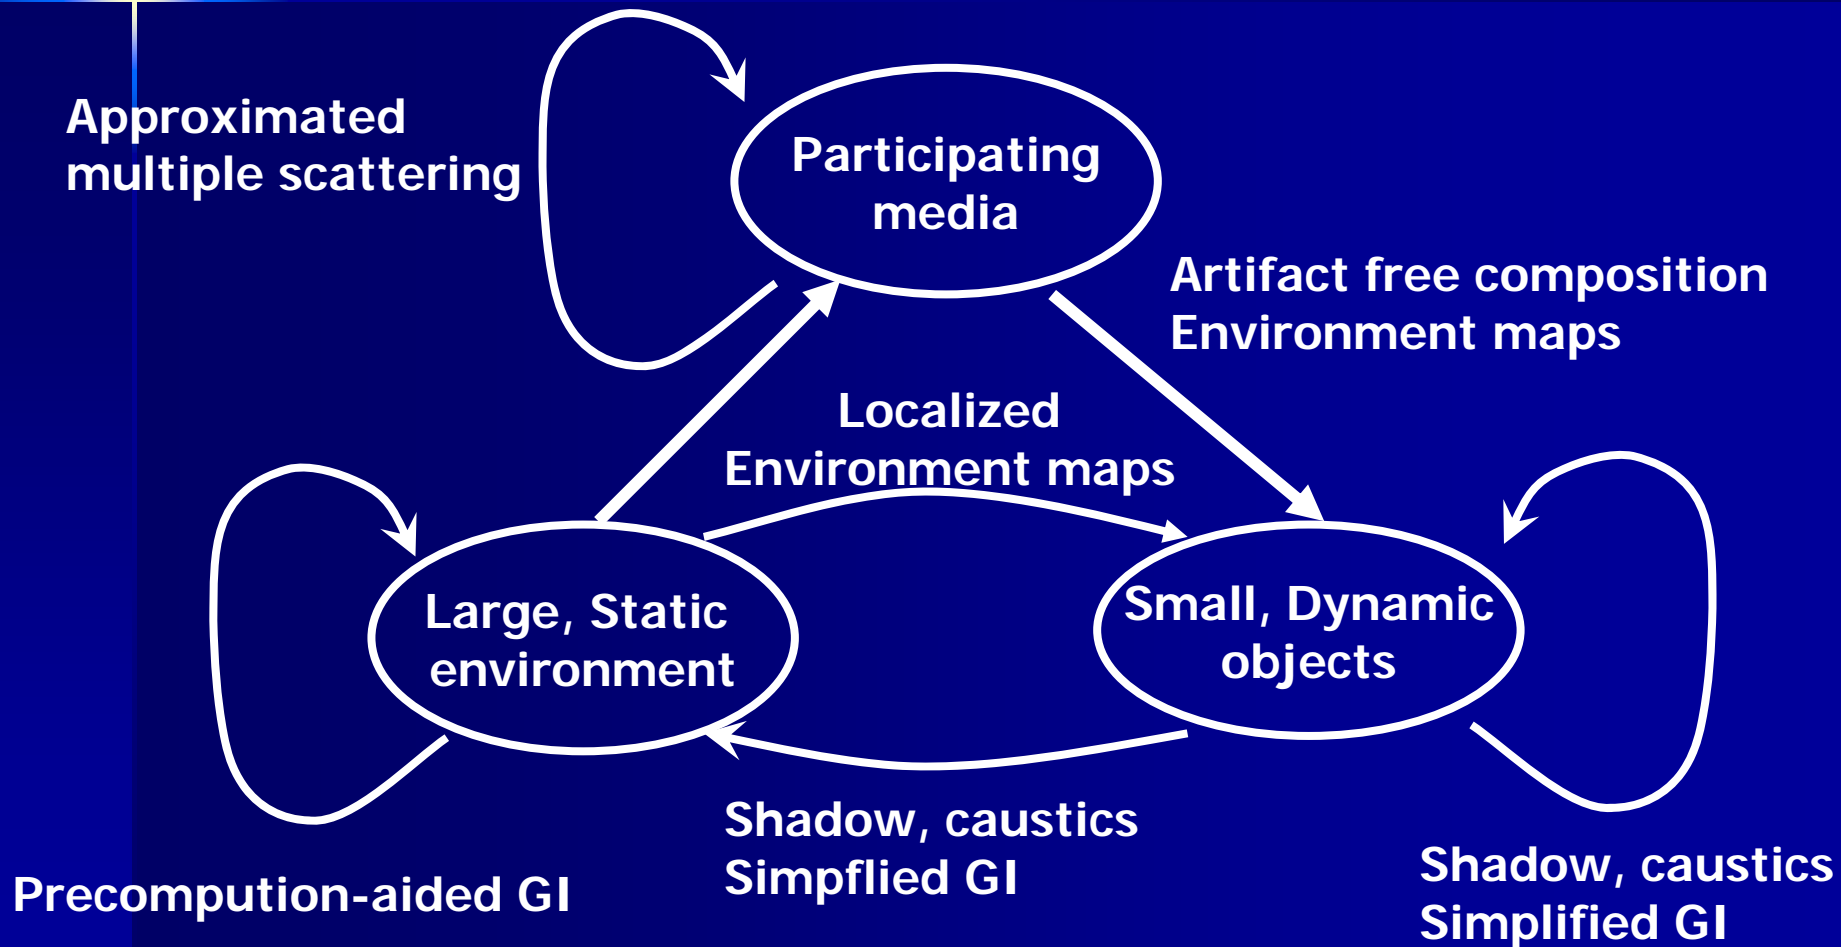 Approximated
multiple scattering
Participating
media
Artifact free composition
Environment maps
Localized
Environment maps
Large, Static
environment
Small, Dynamic
objects
Shadow, caustics
Simpflied GI
Precompution-aided GI
Shadow, caustics
Simplified GI